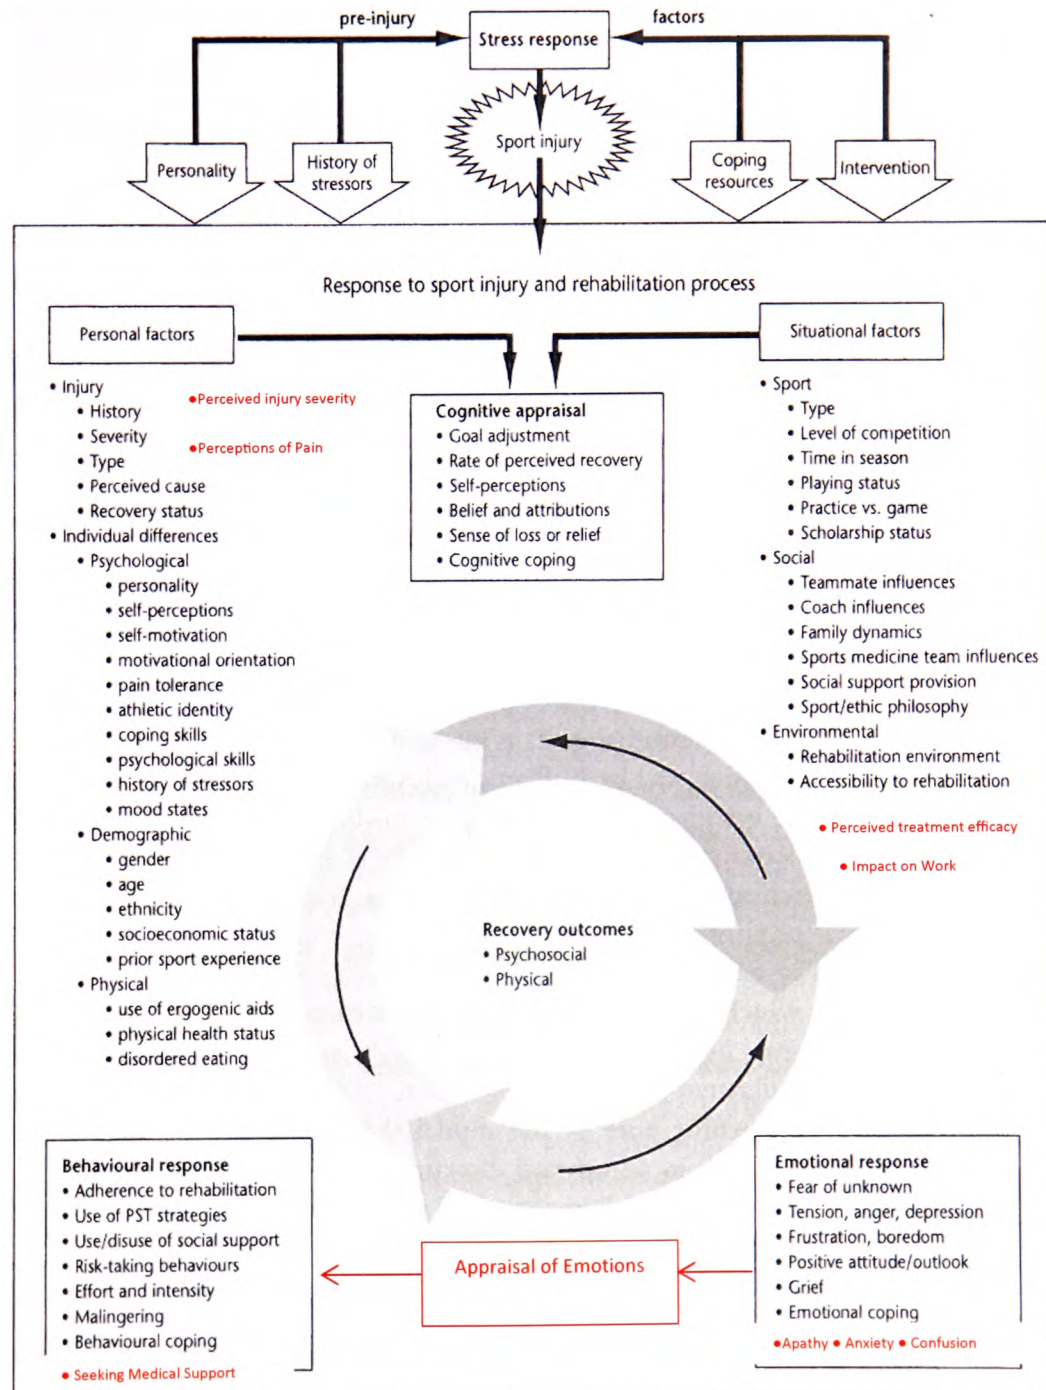 pre-injury
factors
Stress response
Sport injury
Personality
History of
stressors
Coping
resources
Intervention
Response to sport injury and rehabilitation process
Personal factors
• Injury
• History
• Severity
• Type
• Perceived cause
• Recovery status
• Individual differences
• Psychological
• personality
• self-perceptions
• self-motivation
• motivational orientation
• pain tolerance
• athletic identity
• coping skills
• psychological skills
• history of stressors
• mood states
• Demographic
• gender
• age
• ethnicity
• socioeconomic status
• prior sport experience
• Physical
• use of ergogenic aids
• physical health status
• disordered eating
• Perceived injury severity
• Perceptions of Pain
Cognitive appraisal
• Goal adjustment
• Rate of perceived recovery
• Self-perceptions
• Belief and attributions
• Sense of loss or relief
• Cognitive coping
Situational factors
• Sport
• Type
• Level of competition
• Time in season
• Playing status
• Practice vs. game
• Scholarship status
• Social
• Teammate influences
• Coach influences
• Family dynamics
• Sports medicine team influences
• Social support provision
• Sport/ethic philosophy
• Environmental
• Rehabilitation environment
• Accessibility to rehabilitation
• Perceived treatment efficacy
• Impact on Work
Recovery outcomes
• Psychosocial
• Physical
Behavioural response
• Adherence to rehabilitation
• Use of PST strategies
• Use/disuse of social support
• Risk-taking behaviours
• Effort and intensity
• Malingering
• Behavioural coping
• Seeking Medical Support
Appraisal of Emotions
Emotional response
• Fear of unknown
• Tension, anger, depression
• Frustration, boredom
• Positive attitude/outlook
• Grief
• Emotional coping
• Apathy • Anxiety • Confusion